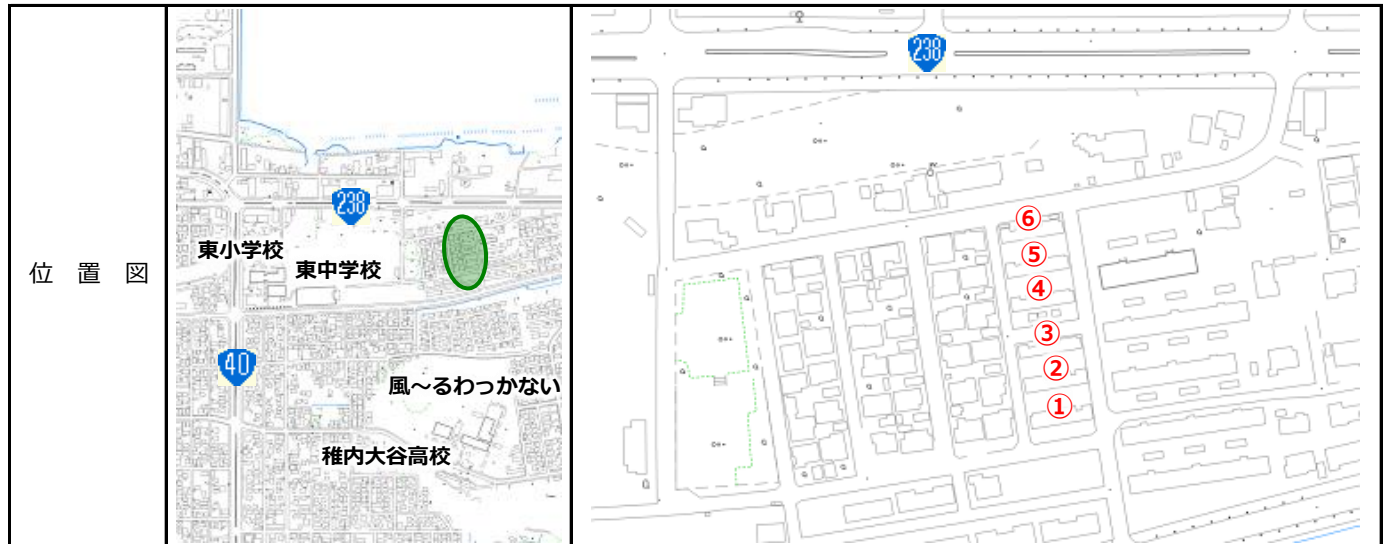 位 置 図
238
東小学校
東中学校
40
風～るわっかない
稚内大谷高校
238
⑥
⑤
④
③
②
①